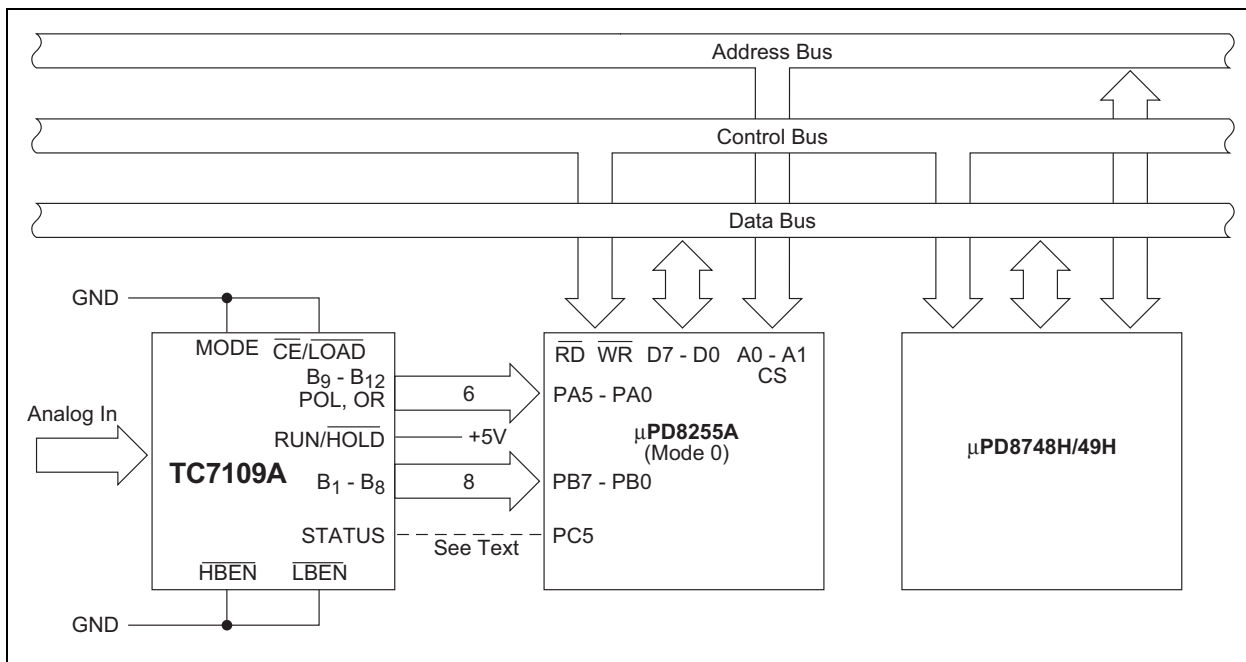 Address Bus
Control Bus
Data Bus
GND
MODE CE/LOAD
B9 - B12
POL, OR
6
Analog In
RUN/HOLD
+5V
TC7109A
B1 - B8
8
STATUS
See Text
HBEN LBEN
GND
RD WR D7 - D0 A0 - A1
CS
PA5 - PA0
µPD8255A
(Mode 0)
PB7 - PB0
PC5
µPD8748H/49H